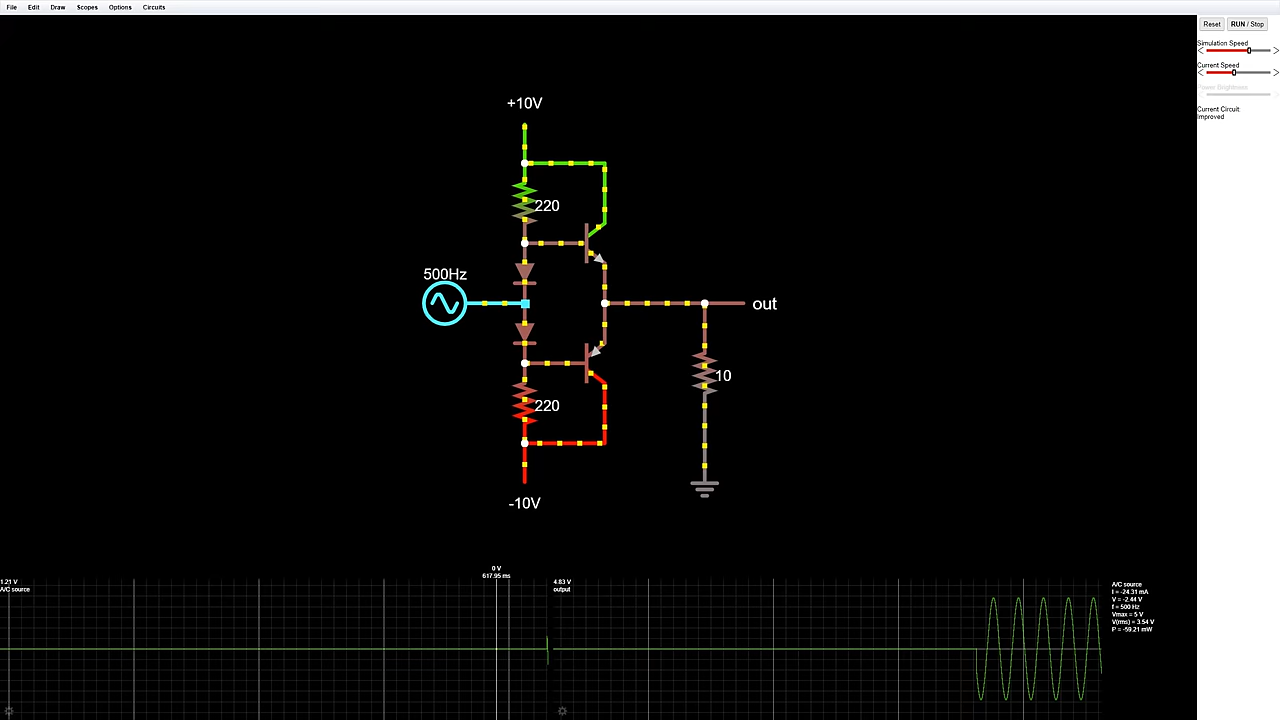 File Edit Draw Scopes Options Circuits
Reset RUN / Stop
Simulation Speed
Current Speed
Power Brightness
Current Circuit:
Improved
+10V
220
500Hz
out
10
220
-10V
1.21 V
A/C source
0 V
617.95 ms
4.83 V
output
A/C source
I = -24.31 mA
V = -2.44 V
f = 500 Hz
Vmax = 5 V
V(rms) = 3.54 V
P = -59.21 mW